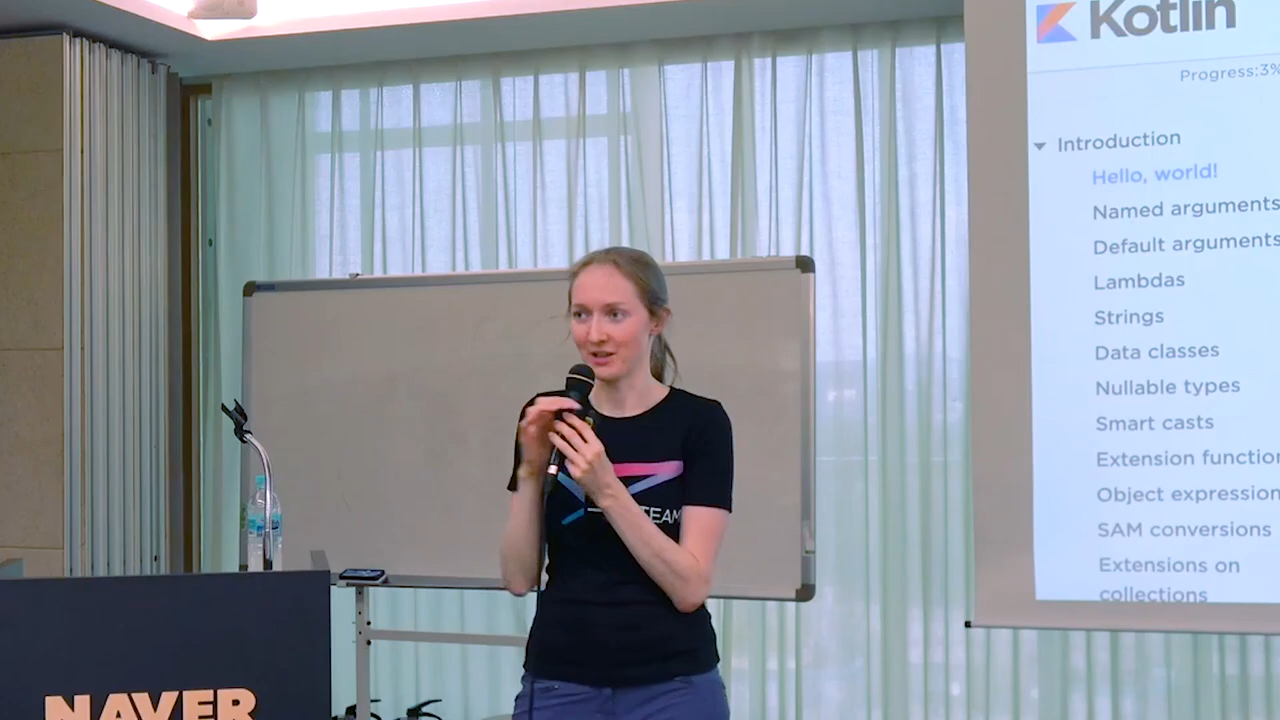 Kotlin
Progress:3%
Introduction
Hello, world!
Named arguments
Default arguments
Lambdas
Strings
Data classes
Nullable types
Smart casts
Extension function
Object expression
SAM conversions
Extensions on
collections
TEAM
NAVER